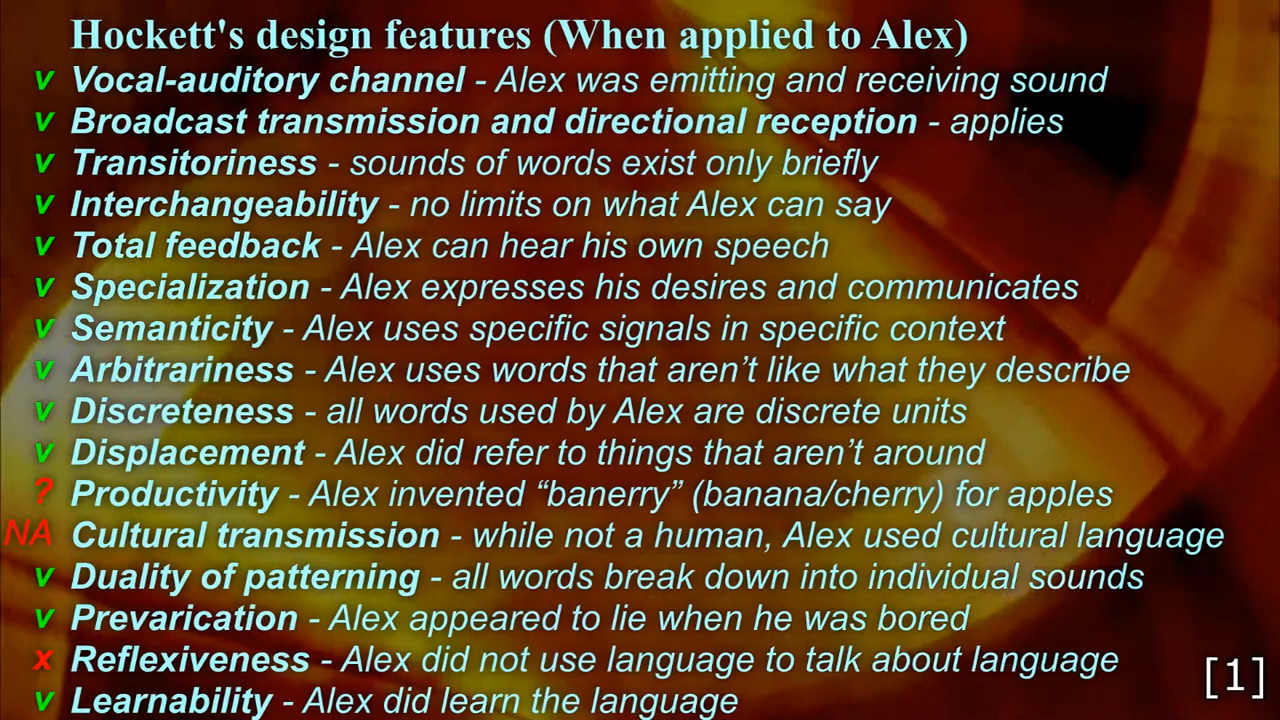 Hockett's design features (When applied to Alex)
v Vocal-auditory channel - Alex was emitting and receiving sound
v Broadcast transmission and directional reception - applies
v Transitoriness - sounds of words exist only briefly
v Interchangeability - no limits on what Alex can say
v Total feedback - Alex can hear his own speech
v Specialization - Alex expresses his desires and communicates
v Semanticity - Alex uses specific signals in specific context
v Arbitrariness - Alex uses words that aren’t like what they describe
v Discreteness - all words used by Alex are discrete units
v Displacement - Alex did refer to things that aren’t around
? Productivity - Alex invented “banerry” (banana/cherry) for apples
NA Cultural transmission - while not a human, Alex used cultural language
v Duality of patterning - all words break down into individual sounds
v Prevarication - Alex appeared to lie when he was bored
x Reflexiveness - Alex did not use language to talk about language
v Learnability - Alex did learn the language
[1]